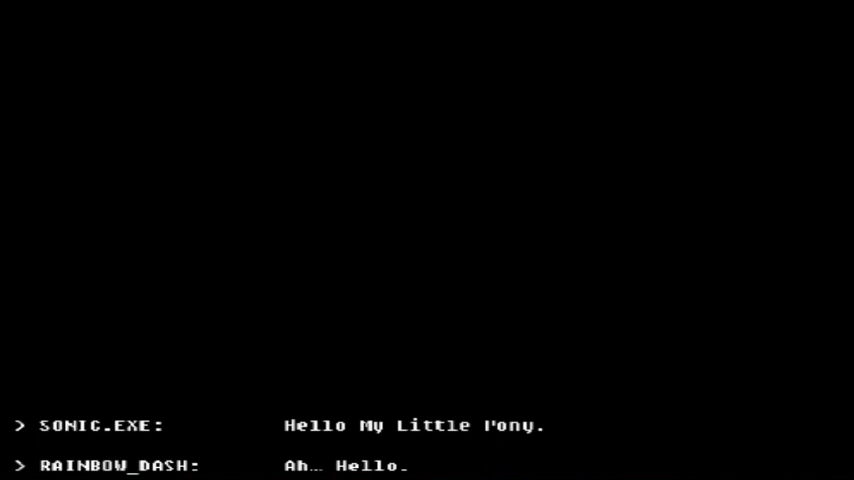 > SONIC.EXE: Hello My Little Pony.
> RAINBOW_DASH: Ah… Hello.